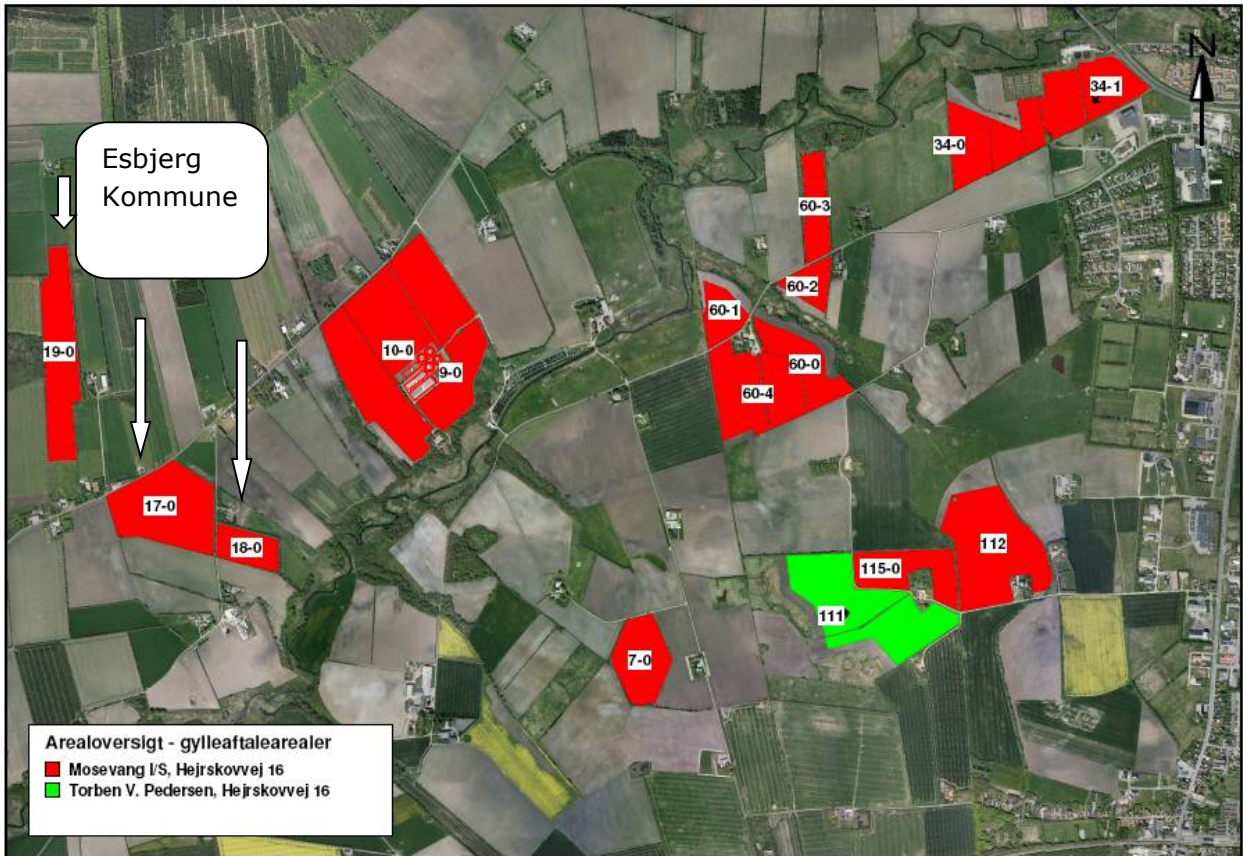 N
34-1
34-0
Esbjerg
Kommune
60-3
60-2
60-1
19-0
10-0
9-0
60-0
60-4
17-0
18-0
112
115-0
111
7-0
Arealoversigt - gylleaftalearealer
Mosevang I/S, Hejrskovvej 16
Torben V. Pedersen, Hejrskovvej 16